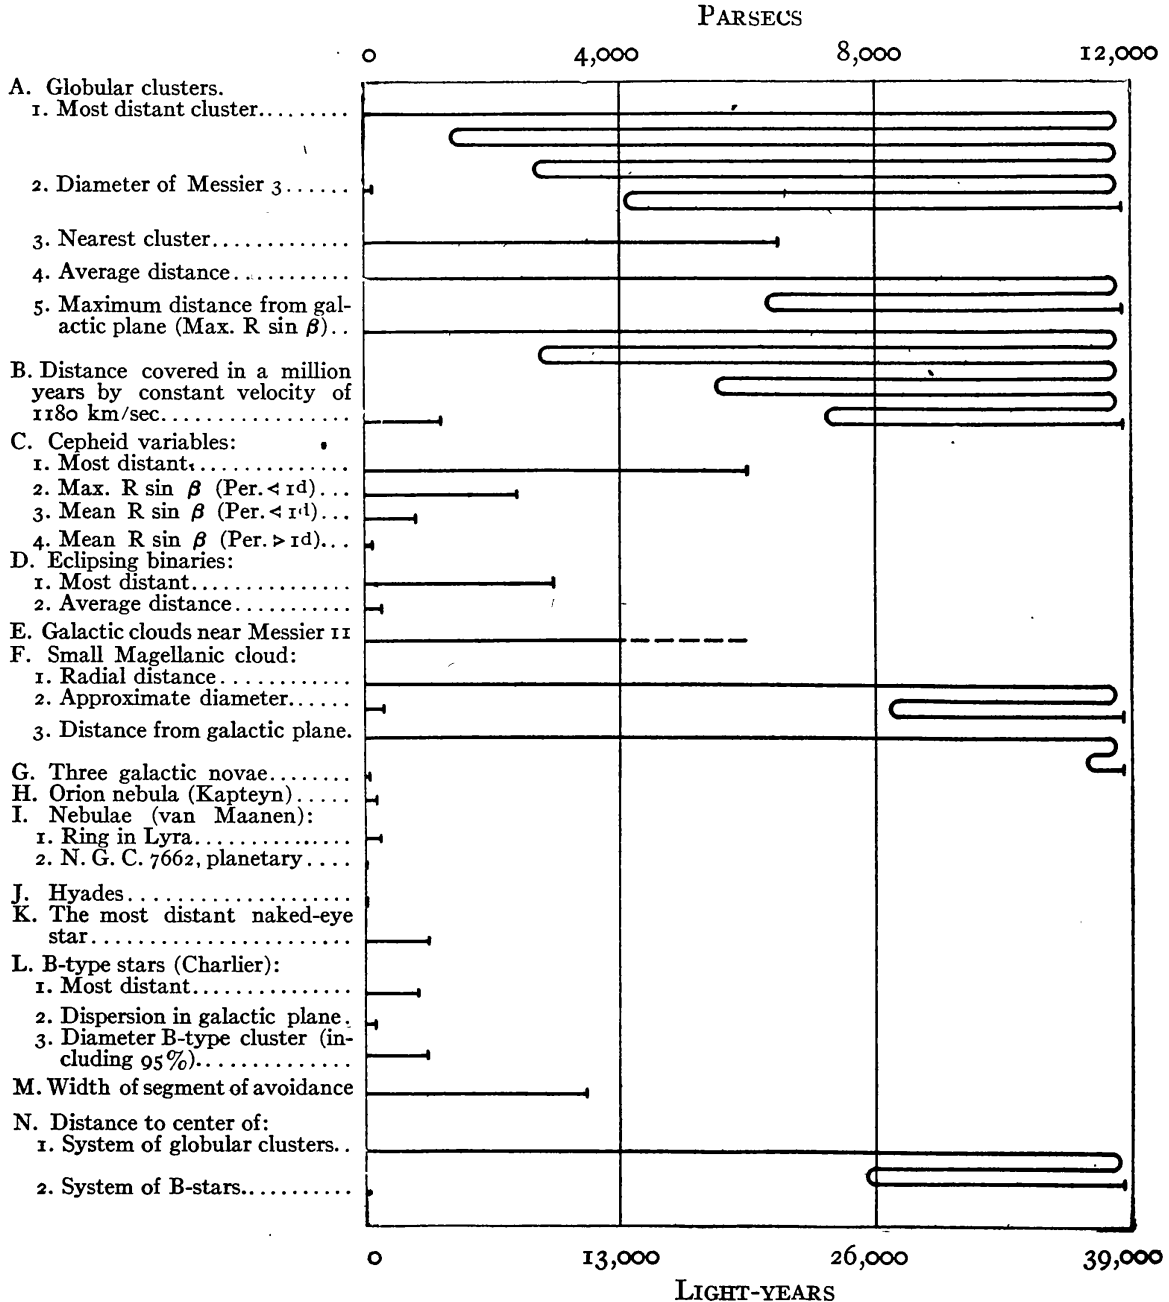 PARSECS
0 4,000 8,000 12,000
A. Globular clusters.
1. Most distant cluster.........
2. Diameter of Messier 3......
3. Nearest cluster.............
4. Average distance............
5. Maximum distance from gal-
actic plane (Max. R sin β)..
B. Distance covered in a million
years by constant velocity of
1180 km/sec..................
C. Cepheid variables:
1. Most distant...............
2. Max. R sin β (Per. < 1d)...
3. Mean R sin β (Per. < 1d)...
4. Mean R sin β (Per. > 1d)...
D. Eclipsing binaries:
1. Most distant...............
2. Average distance...........
E. Galactic clouds near Messier 11
F. Small Magellanic cloud:
1. Radial distance............
2. Approximate diameter......
3. Distance from galactic plane.
G. Three galactic novae........
H. Orion nebula (Kapteyn).....
I. Nebulae (van Maanen):
1. Ring in Lyra..............
2. N. G. C. 7662, planetary....
J. Hyades.....................
K. The most distant naked-eye
star........................
L. B-type stars (Charlier):
1. Most distant...............
2. Dispersion in galactic plane.
3. Diameter B-type cluster (in-
cluding 95%)..............
M. Width of segment of avoidance
N. Distance to center of:
1. System of globular clusters..
2. System of B-stars...........
0 13,000 26,000 39,000
LIGHT-YEARS